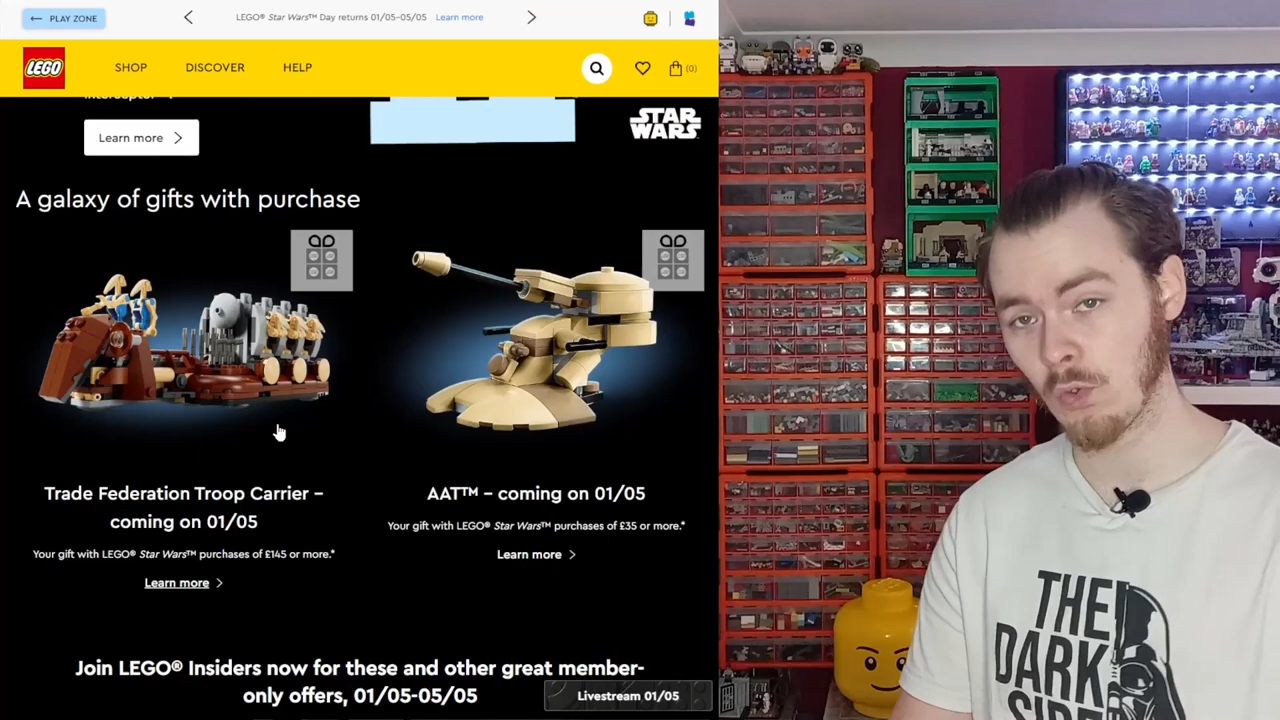 ← PLAY ZONE
LEGO® Star Wars™ Day returns 01/05-05/05 Learn more
LEGO
SHOP
DISCOVER
HELP
(0)
Learn more
STAR WARS
A galaxy of gifts with purchase
Trade Federation Troop Carrier –
coming on 01/05
Your gift with LEGO® Star Wars™ purchases of £145 or more.*
Learn more
AAT™ – coming on 01/05
Your gift with LEGO® Star Wars™ purchases of £35 or more.*
Learn more
Join LEGO® Insiders now for these and other great member-
only offers, 01/05-05/05
Livestream 01/05
THE
DARK
SIDE